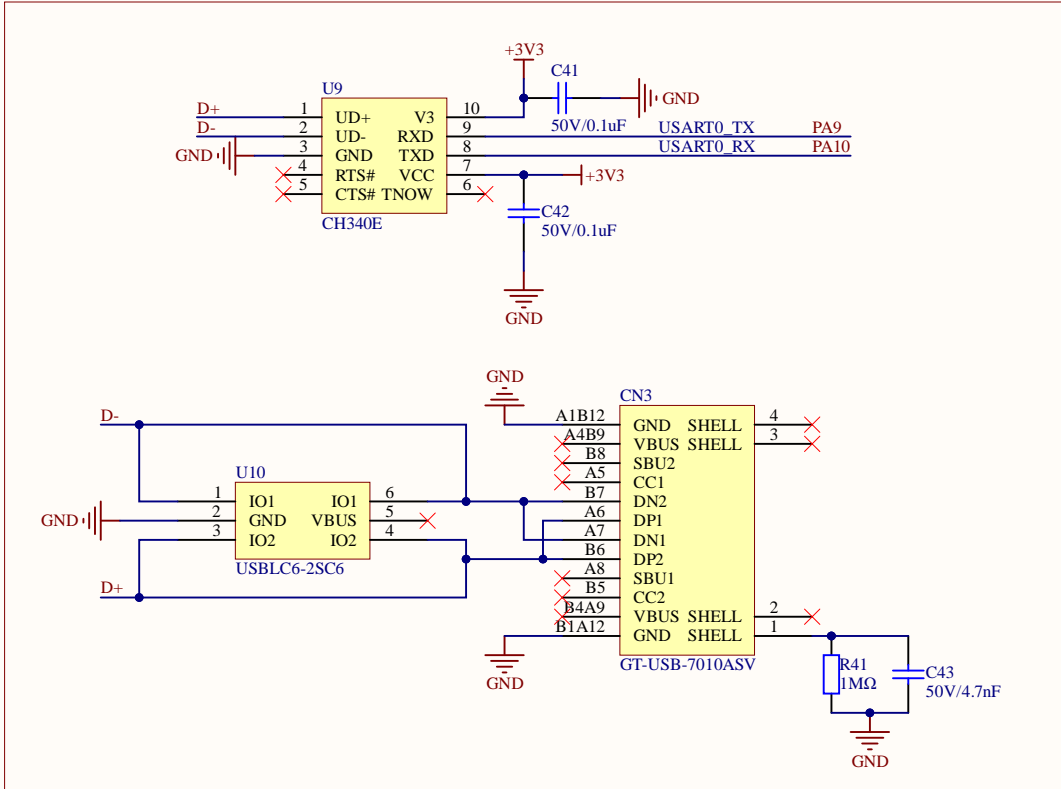 +3V3
C41
GND
50V/0.1uF
U9
D+ 1 UD+ V3 10
D- 2 UD- RXD 9 USART0_TX PA9
GND 3 GND TXD 8 USART0_RX PA10
4 RTS# VCC 7 +3V3
5 CTS# TNOW 6
CH340E
C42
50V/0.1uF
GND
GND
CN3
A1B12 GND SHELL 4
A4B9 VBUS SHELL 3
B8 SBU2
A5 CC1
B7 DN2
A6 DP1
A7 DN1
B6 DP2
A8 SBU1
B5 CC2
B4A9 VBUS SHELL 2
B1A12 GND SHELL 1
GT-USB-7010ASV
GND
D-
U10
1 IO1 IO1 6
GND 2 GND VBUS 5
3 IO2 IO2 4
USBLC6-2SC6
D+
R41
1MΩ
C43
50V/4.7nF
GND